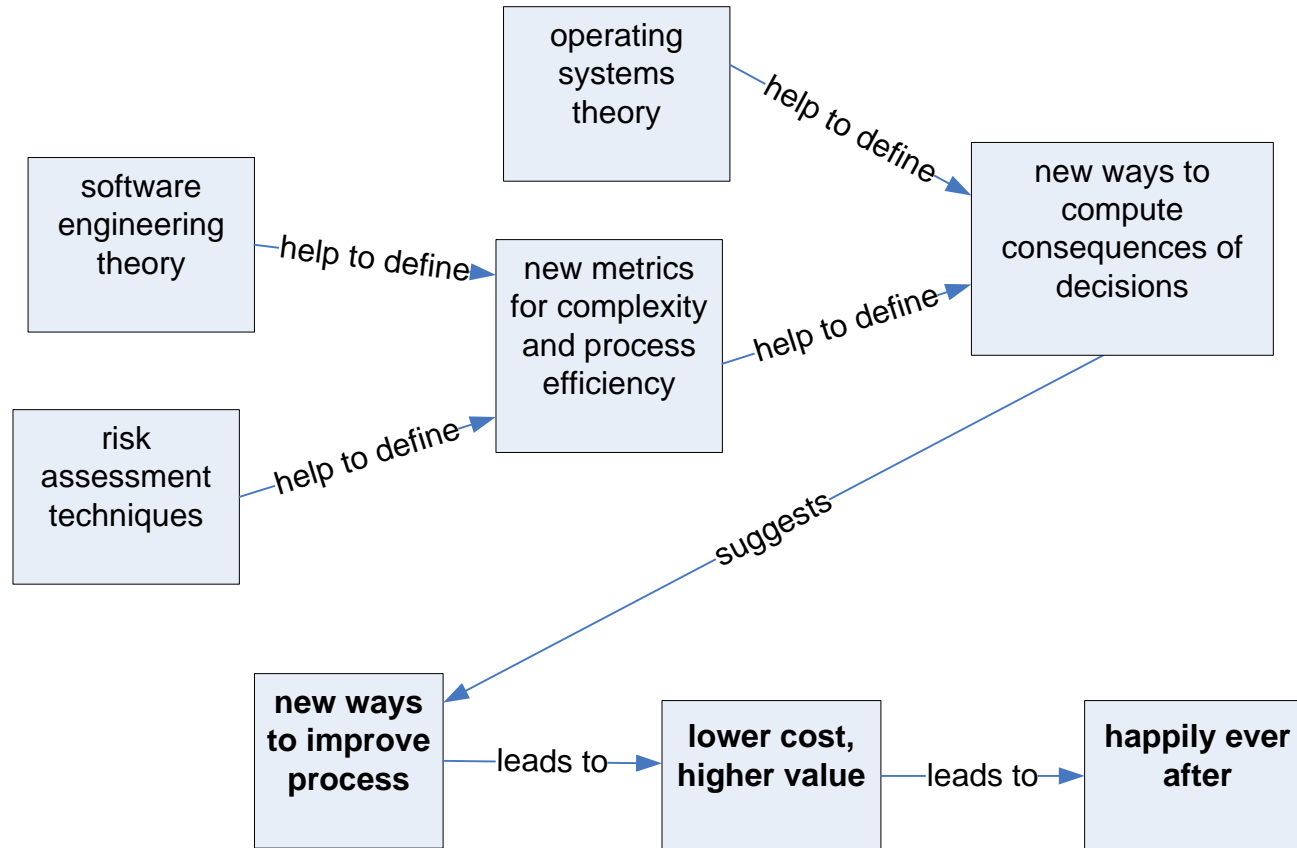 operating
systems
theory
help to define
software
engineering
theory
help to define
new metrics
for complexity
and process
efficiency
help to define
new ways to
compute
consequences of
decisions
risk
assessment
techniques
help to define
suggests
new ways
to improve
process
leads to
lower cost,
higher value
leads to
happily ever
after